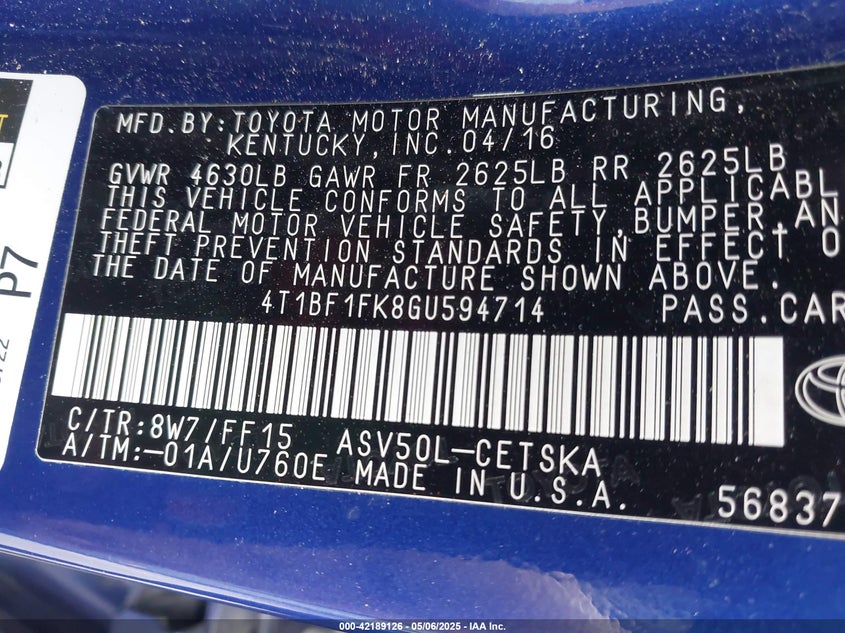 MFD.BY:TOYOTA MOTOR MANUFACTURING,
KENTUCKY,INC.04/16
GVWR 4630LB GAWR FR 2625LB RR 2625LB
THIS VEHICLE CONFORMS TO ALL APPLICABL
FEDERAL MOTOR VEHICLE SAFETY,BUMPER,AN
THEFT PREVENTION STANDARDS IN EFFECT O
THE DATE OF MANUFACTURE SHOWN ABOVE.
4T1BF1FK8GU594714 PASS.CAR
C/TR:8W7/FF15 ASV50L-CETSKA
A/TM:-01A/U760E MADE IN U.S.A. 56837
P7
000-42189126 - 05/06/2025 - IAA Inc.